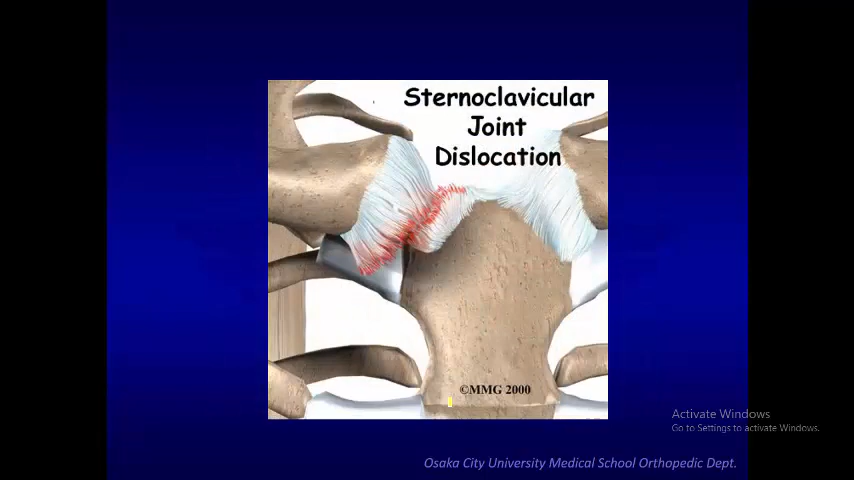 Sternoclavicular
Joint
Dislocation
©MMG 2000
Activate Windows
Go to Settings to activate Windows.
Osaka City University Medical School Orthopedic Dept.